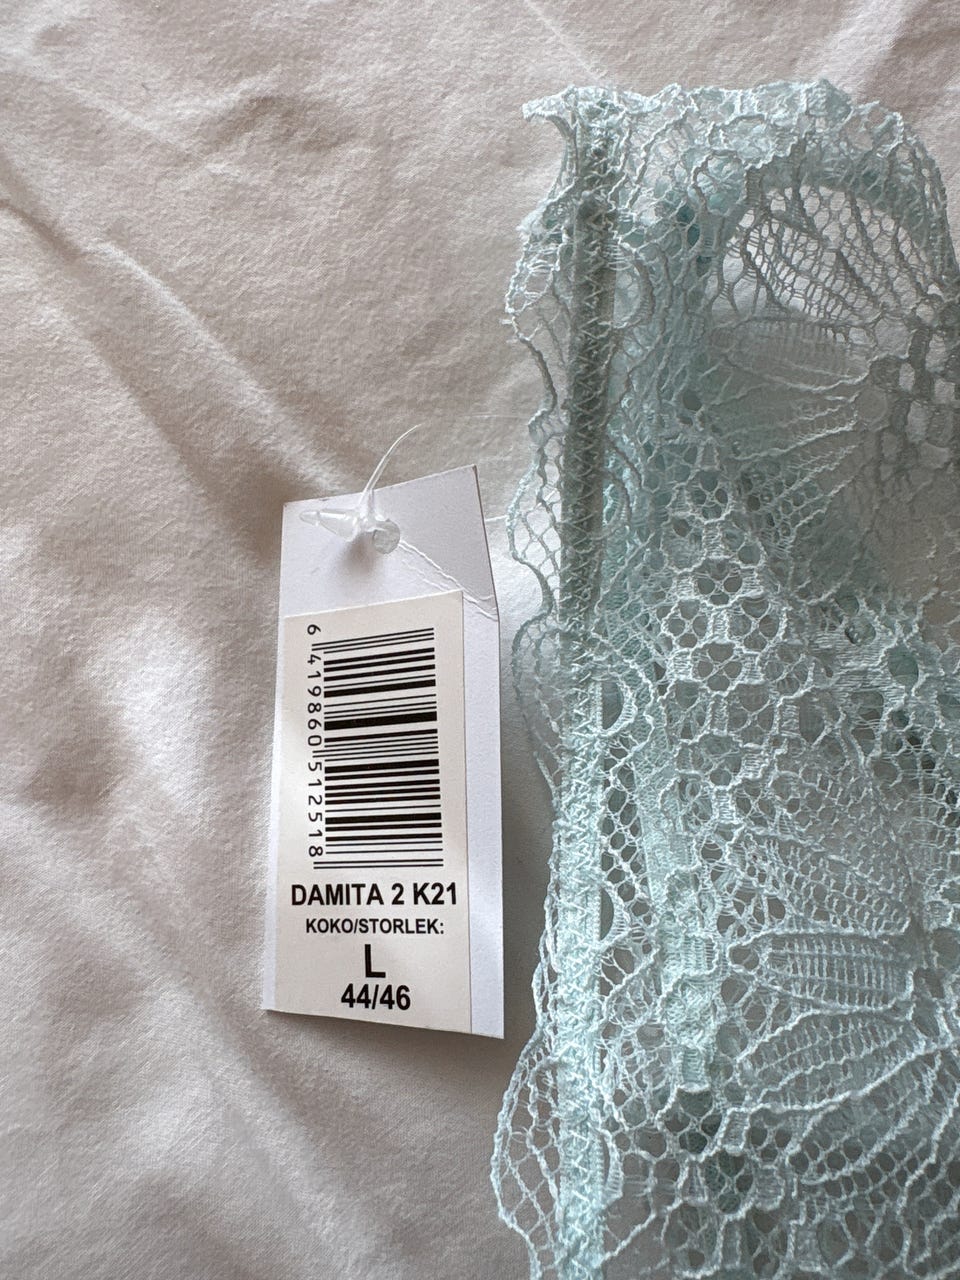 6 419860 512518
DAMITA 2 K21
KOKO/STORLEK:
L
44/46